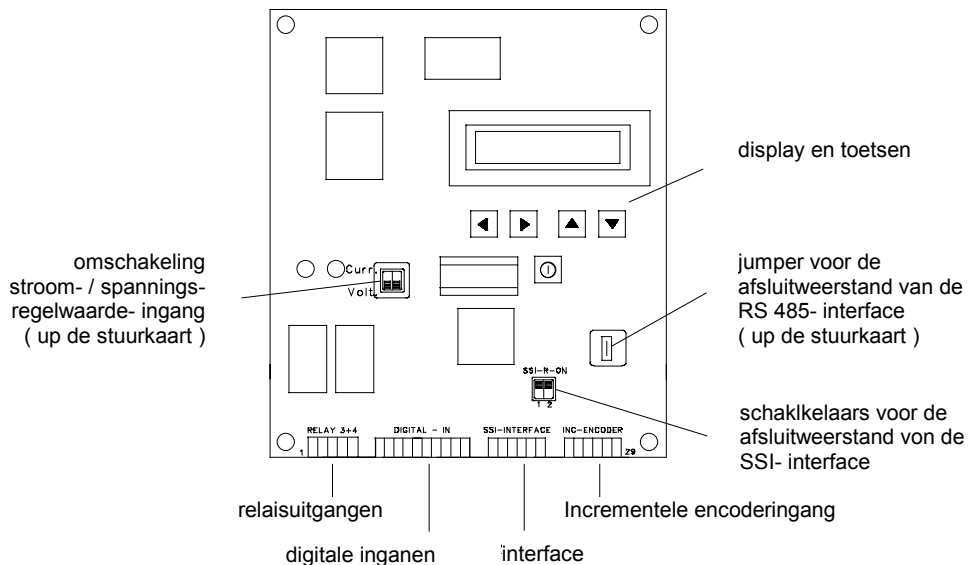 display en toetsen
omschakeling
stroom- / spannings-
regelwaarde- ingang
( up de stuurkaart )
Curr.
Volt.
jumper voor de
afsluitweerstand van de
RS 485- interface
( up de stuurkaart )
SSI-R-ON
1 2
schaklkelaars voor de
afsluitweerstand von de
SSI- interface
RELAY 3+4 DIGITAL - IN SSI-INTERFACE INC-ENCODER
1 29
relaisuitgangen Incrementele encoderingang
digitale inganen interface